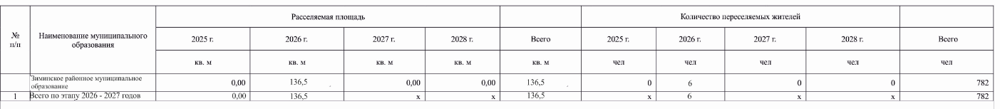 № п/п Наименование муниципального образования Расселяемая площадь Количество переселяемых жителей
2025 г. 2026 г. 2027 г. 2028 г. Всего 2025 г. 2026 г. 2027 г. 2028 г. Всего
кв. м кв. м кв. м кв. м кв. м чел чел чел чел чел
Зиминское районное муниципальное образование 0,00 136,5 0,00 0,00 136,5 0 6 0 0 782
1 Всего по этапу 2026 - 2027 годов 0,00 136,5 х х 136,5 х 6 х х 782